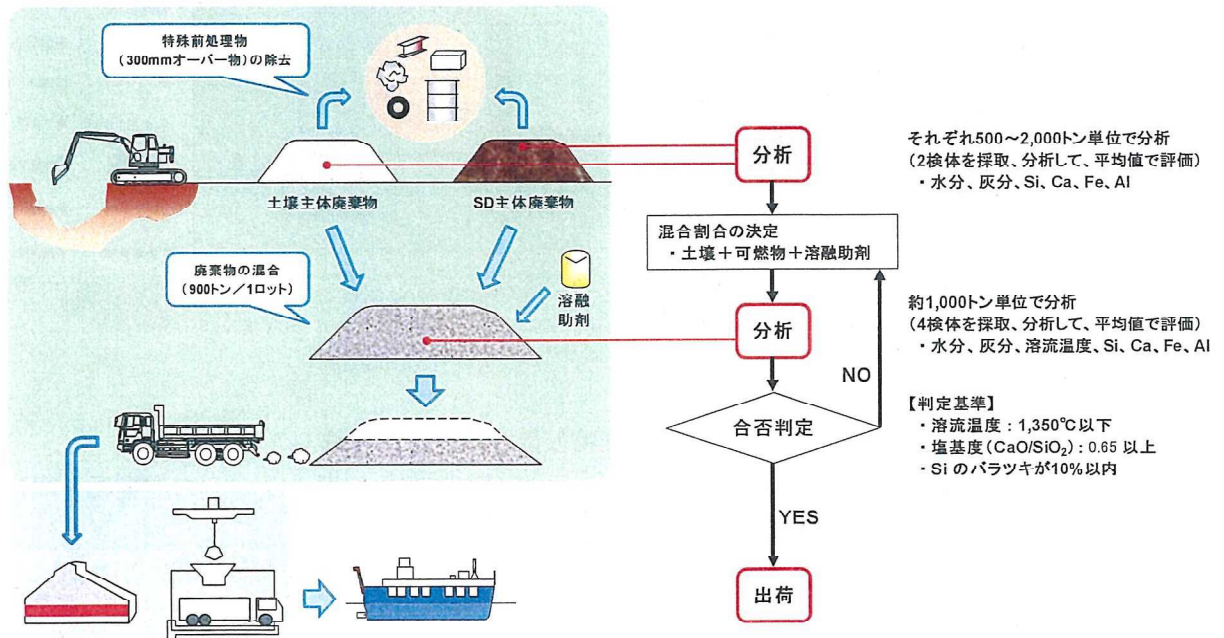 特殊前処理物
（300mmオーバー物）の除去
土壌主体廃棄物
SD主体廃棄物
廃棄物の混合
（900トン／1ロット）
溶融
助剤
分析
それぞれ500～2,000トン単位で分析
（2検体を採取、分析して、平均値で評価）
・水分、灰分、Si、Ca、Fe、Al
混合割合の決定
・土壌＋可燃物＋溶融助剤
分析
約1,000トン単位で分析
（4検体を採取、分析して、平均値で評価）
・水分、灰分、溶流温度、Si、Ca、Fe、Al
NO
合否判定
【判定基準】
・溶流温度：1,350℃以下
・塩基度（CaO/SiO₂）：0.65 以上
・Si のバラツキが10％以内
YES
出荷